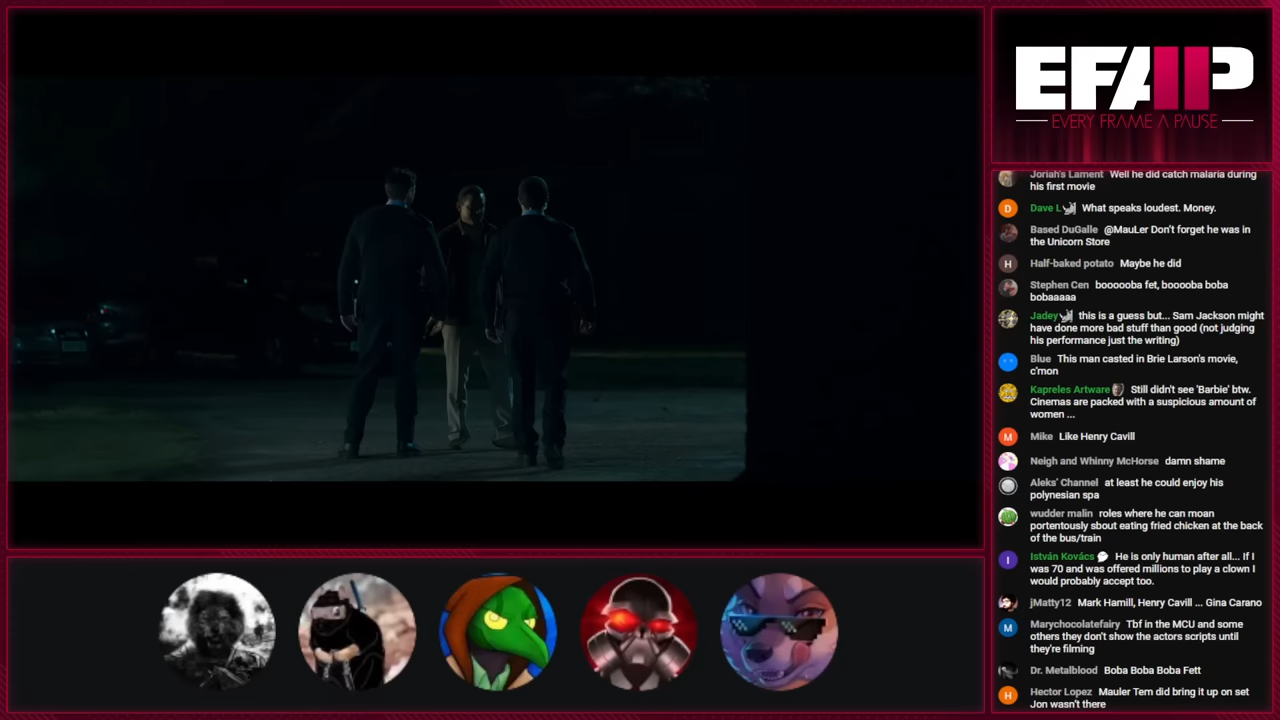 EFAP
EVERY FRAME A PAUSE
Joriah's Lament Well he did catch malaria during
his first movie
D Dave L What speaks loudest. Money.
Based DuGalle @MauLer Don't forget he was in
the Unicorn Store
H Half-baked potato Maybe he did
Stephen Cen boooooba fet, booooba boba
bobaaaaa
Jadey this is a guess but... Sam Jackson might
have done more bad stuff than good (not judging
his performance just the writing)
Blue This man casted in Brie Larson's movie,
c'mon
Kapreles Artware Still didn't see 'Barbie' btw.
Cinemas are packed with a suspicious amount of
women ...
M Mike Like Henry Cavill
Neigh and Whinny McHorse damn shame
Aleks' Channel at least he could enjoy his
polynesian spa
wudder malin roles where he can moan
portentously sbout eating fried chicken at the back
of the bus/train
I István Kovács He is only human after all... If I
was 70 and was offered millions to play a clown I
would probably accept too.
jMatty12 Mark Hamill, Henry Cavill ... Gina Carano
M Marychocolatefairy Tbf in the MCU and some
others they don't show the actors scripts until
they're filming
Dr. Metalblood Boba Boba Boba Fett
H Hector Lopez Mauler Tem did bring it up on set
Jon wasn't there